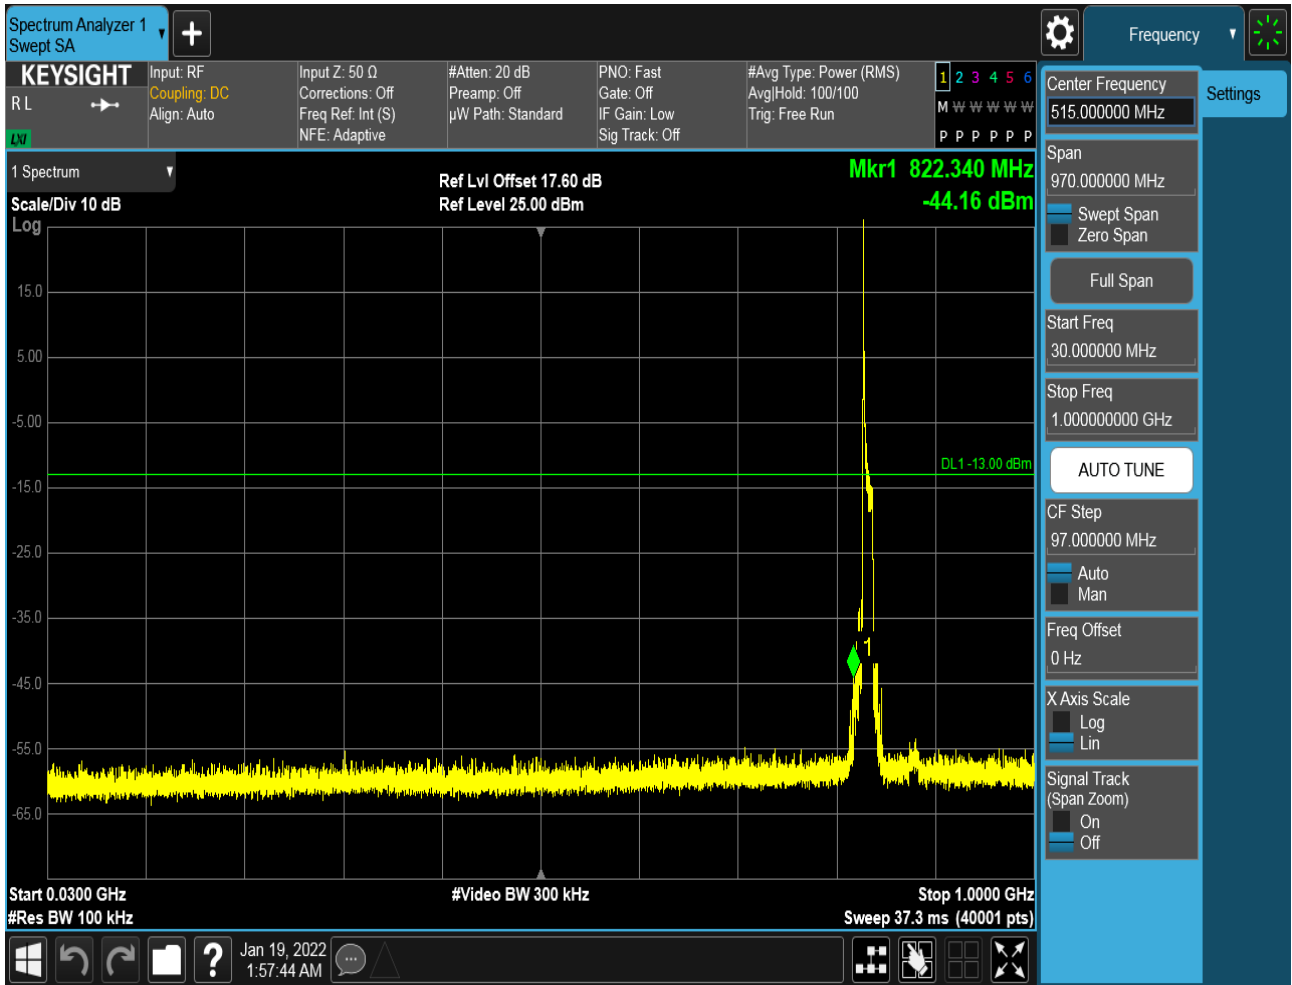 Spectrum Analyzer 1
Swept SA
Frequency
KEYSIGHT
R L
LXI
Input: RF
Coupling: DC
Align: Auto
Input Z: 50 Ω
Corrections: Off
Freq Ref: Int (S)
NFE: Adaptive
#Atten: 20 dB
Preamp: Off
µW Path: Standard
PNO: Fast
Gate: Off
IF Gain: Low
Sig Track: Off
#Avg Type: Power (RMS)
Avg|Hold: 100/100
Trig: Free Run
1 2 3 4 5 6
M W W W W W
P P P P P P
1 Spectrum
Scale/Div 10 dB
Log
Ref Lvl Offset 17.60 dB
Ref Level 25.00 dBm
Mkr1 822.340 MHz
-44.16 dBm
15.0
5.00
-5.00
DL1 -13.00 dBm
-15.0
-25.0
-35.0
-45.0
-55.0
-65.0
Start 0.0300 GHz
#Video BW 300 kHz
Stop 1.0000 GHz
#Res BW 100 kHz
Sweep 37.3 ms (40001 pts)
?
Jan 19, 2022
1:57:44 AM
Center Frequency
515.000000 MHz
Settings
Span
970.000000 MHz
Swept Span
Zero Span
Full Span
Start Freq
30.000000 MHz
Stop Freq
1.000000000 GHz
AUTO TUNE
CF Step
97.000000 MHz
Auto
Man
Freq Offset
0 Hz
X Axis Scale
Log
Lin
Signal Track
(Span Zoom)
On
Off